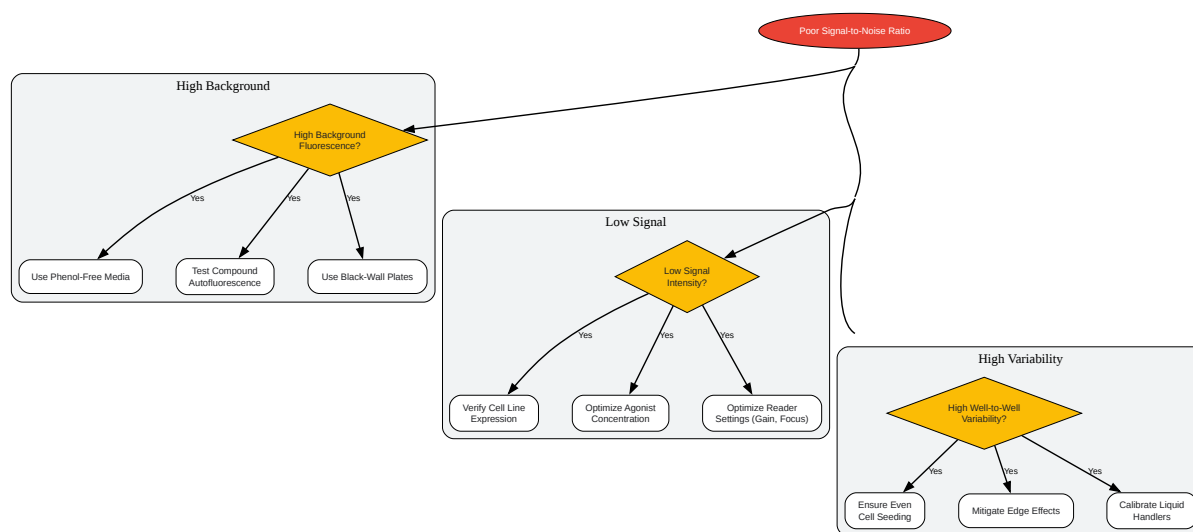 Poor Signal-to-Noise Ratio
High Background
High Background
Fluorescence?
Yes
Yes
Yes
Use Phenol-Free Media
Test Compound
Autofluorescence
Use Black-Wall Plates
Low Signal
Low Signal
Intensity?
Yes
Yes
Yes
Verify Cell Line
Expression
Optimize Agonist
Concentration
Optimize Reader
Settings (Gain, Focus)
High Variability
High Well-to-Well
Variability?
Yes
Yes
Yes
Ensure Even
Cell Seeding
Mitigate Edge Effects
Calibrate Liquid
Handlers